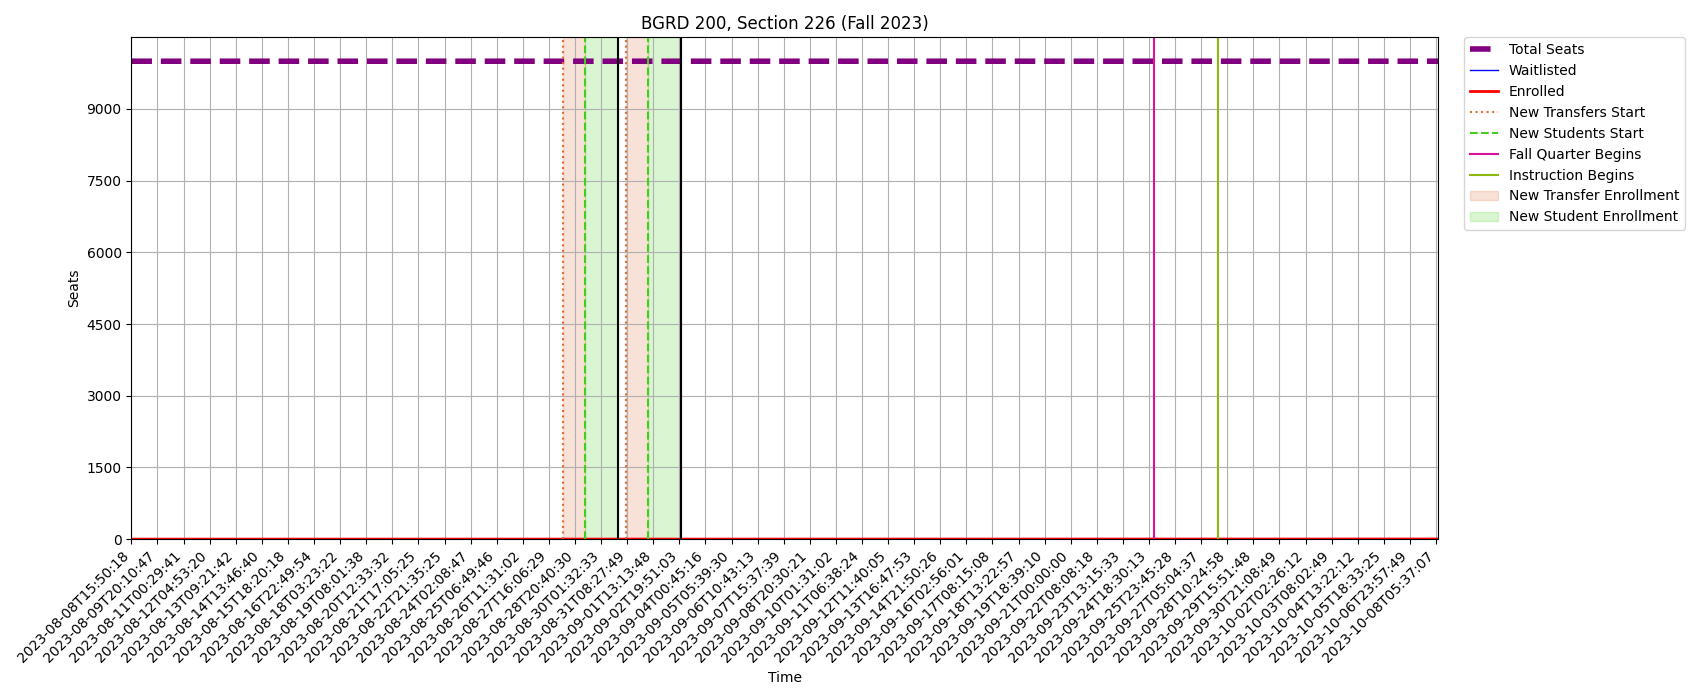 BGRD 200, Section 226 (Fall 2023)
Total Seats
Waitlisted
Enrolled
New Transfers Start
New Students Start
Fall Quarter Begins
Instruction Begins
New Transfer Enrollment
New Student Enrollment
Seats
9000
7500
6000
4500
3000
1500
0
2023-08-08T15:50:18
2023-08-09T20:10:47
2023-08-11T00:29:41
2023-08-12T04:53:20
2023-08-13T09:21:42
2023-08-14T13:46:40
2023-08-15T18:20:18
2023-08-16T22:49:54
2023-08-18T03:23:22
2023-08-19T08:01:38
2023-08-20T12:33:32
2023-08-21T17:05:25
2023-08-22T21:35:25
2023-08-24T02:08:47
2023-08-25T06:49:46
2023-08-26T11:31:02
2023-08-27T16:06:29
2023-08-28T20:40:30
2023-08-30T01:32:33
2023-08-31T08:27:49
2023-09-01T13:13:48
2023-09-02T19:51:03
2023-09-04T00:45:16
2023-09-05T05:39:30
2023-09-06T10:43:13
2023-09-07T15:37:39
2023-09-08T20:30:21
2023-09-10T01:31:02
2023-09-11T06:38:24
2023-09-12T11:40:05
2023-09-13T16:47:53
2023-09-14T21:50:26
2023-09-16T02:56:01
2023-09-17T08:15:08
2023-09-18T13:22:57
2023-09-19T18:39:10
2023-09-21T00:00:00
2023-09-22T08:08:18
2023-09-23T13:15:33
2023-09-24T18:30:13
2023-09-25T23:45:28
2023-09-27T05:04:37
2023-09-28T10:24:58
2023-09-29T15:51:48
2023-09-30T21:08:49
2023-10-02T02:26:12
2023-10-03T08:02:49
2023-10-04T13:22:12
2023-10-05T18:33:25
2023-10-06T23:57:49
2023-10-08T05:37:07
Time